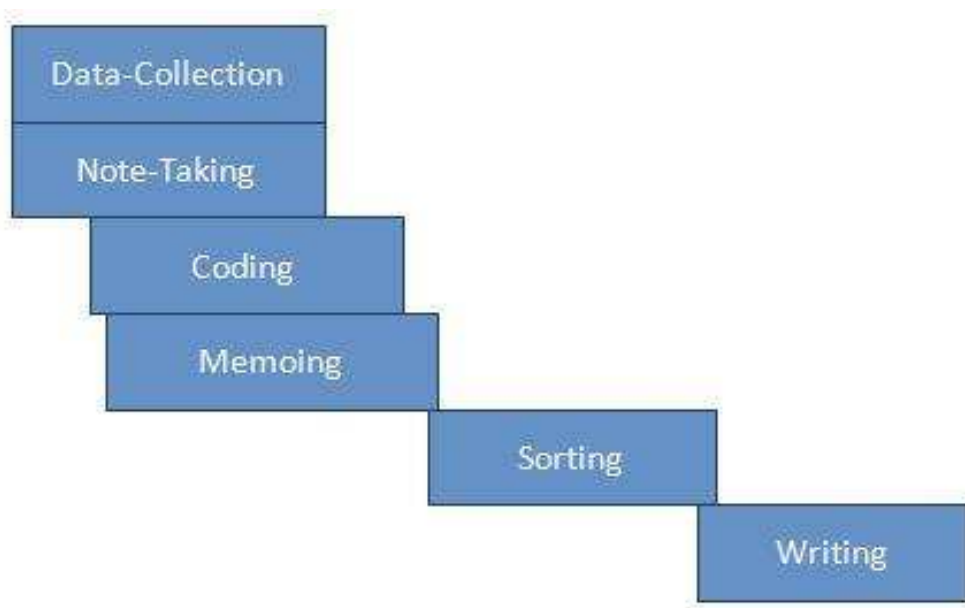 Data-Collection
Note-Taking
Coding
Memoing
Sorting
Writing